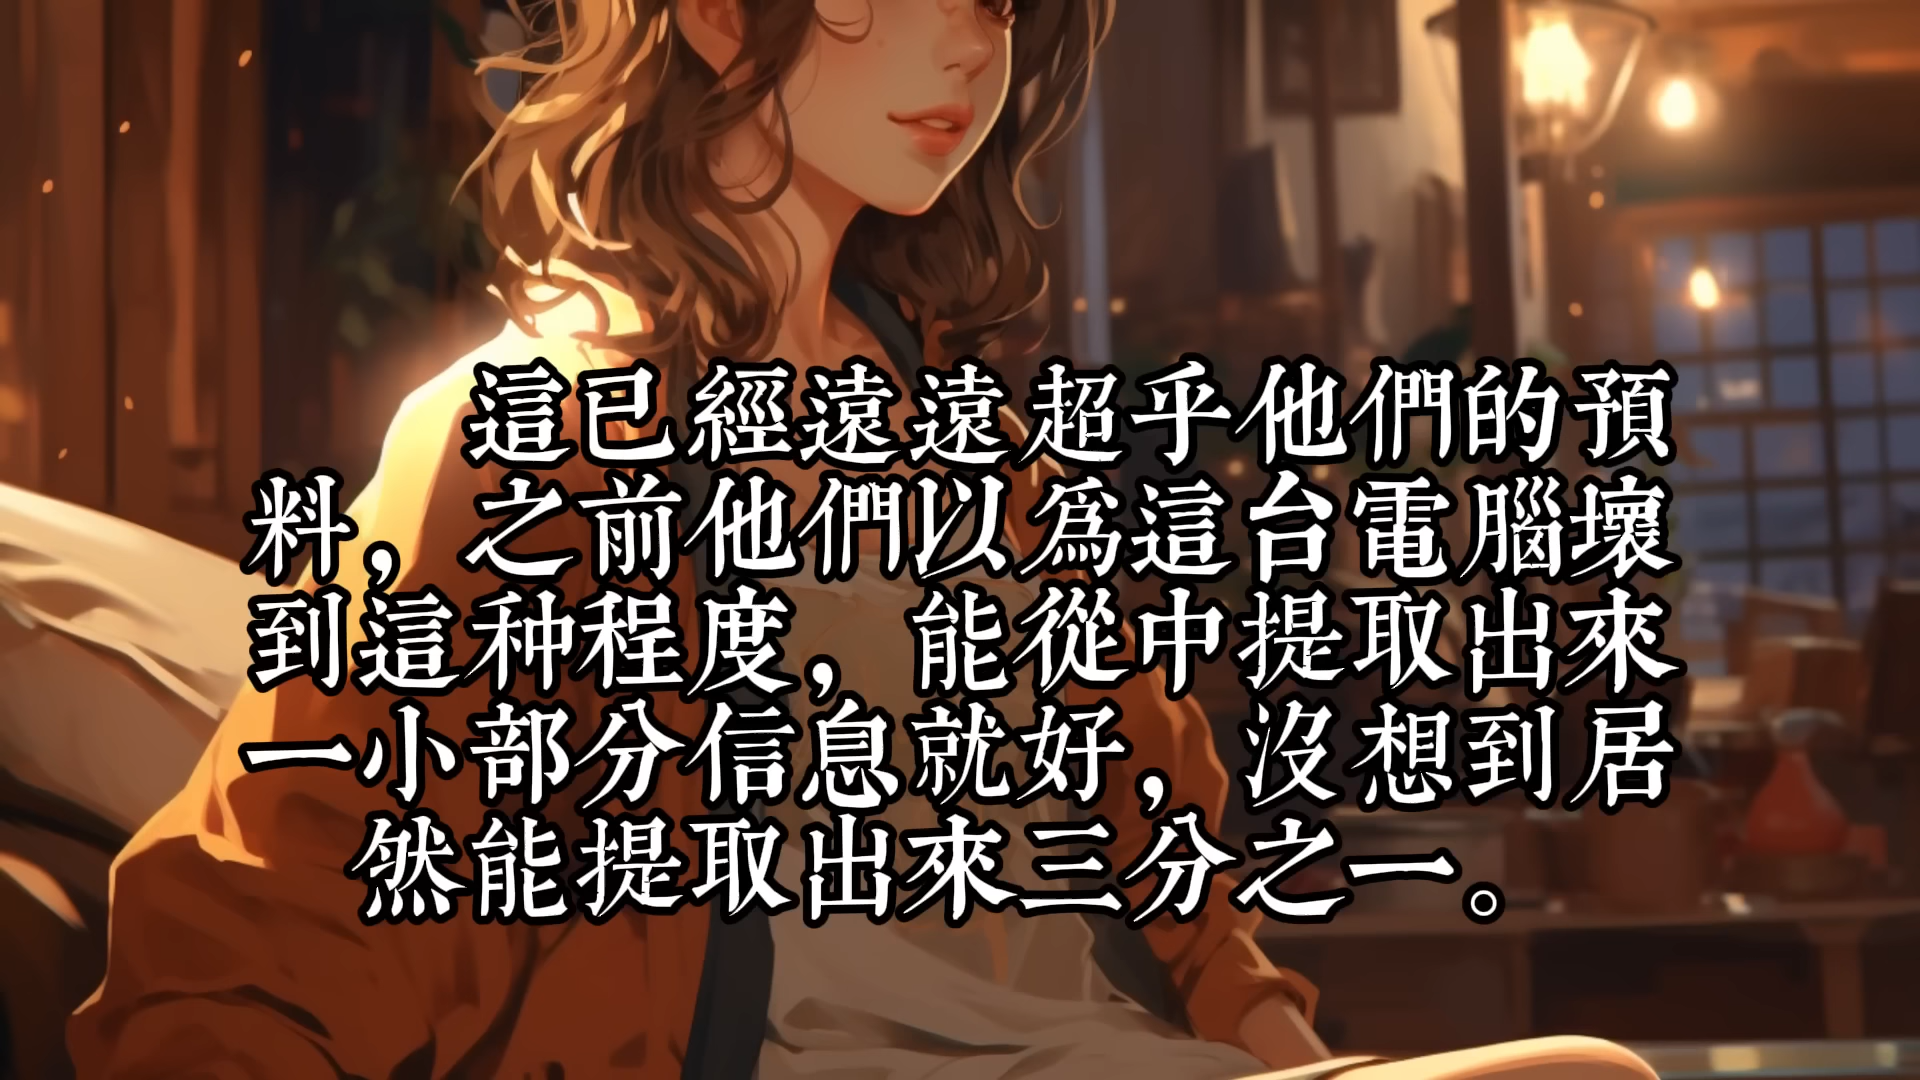 這已經遠遠超乎他們的預
料，之前他們以爲這台電腦壞
到這种程度，能從中提取出來
一小部分信息就好，沒想到居
然能提取出來三分之一。